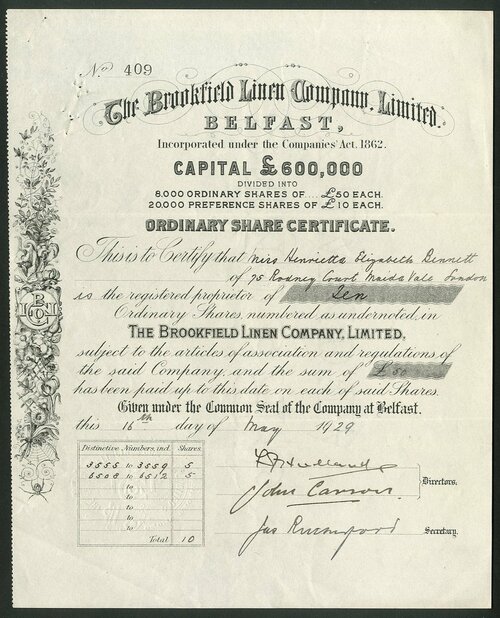 No 409
The Brookfield Linen Company, Limited.
BELFAST,
Incorporated under the Companies' Act, 1862.
CAPITAL £600,000
DIVIDED INTO
8,000 ORDINARY SHARES OF.... £50 EACH.
20,000 PREFERENCE SHARES OF £10 EACH.
ORDINARY SHARE CERTIFICATE.
This is to Certify that Miss Henrietta Elizabeth Bennett
of 75 Rodney Court Maida Vale London
is the registered proprietor of Ten
Ordinary Shares, numbered as undernoted, in
THE BROOKFIELD LINEN COMPANY, LIMITED,
subject to the articles of association and regulations of
the said Company, and the sum of £50
has been paid up to this date on each of said Shares.
Given under the Common Seal of the Company at Belfast,
this 16th day of May 1929
Distinctive Numbers, incl. Shares
3555 to 3559 5
6508 to 6512 5
to
to
to
to
Total 10
John Carson
Directors.
Jas Rutherford
Secretary.